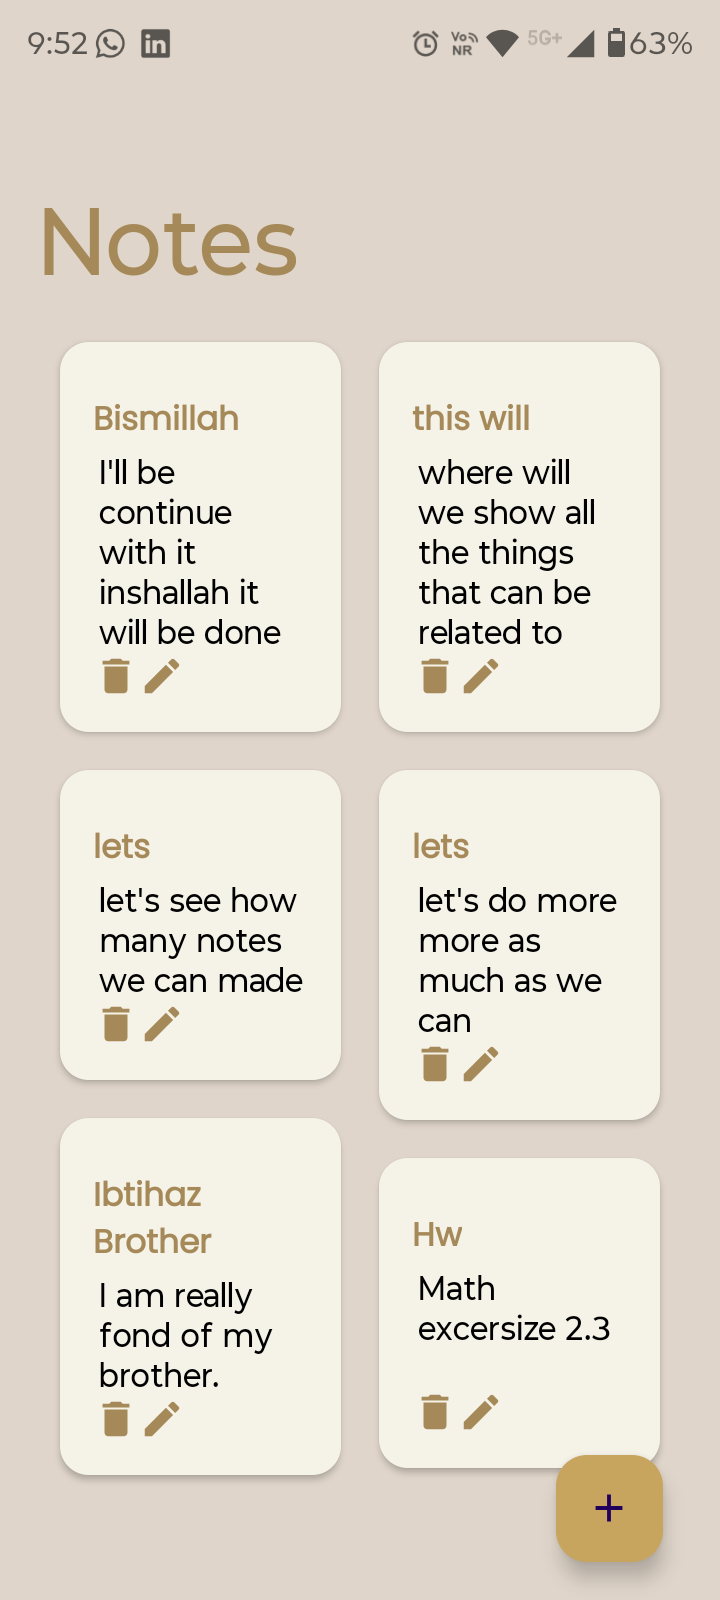 9:52 in Vo NR 5G+ 63%
Notes
Bismillah
I'll be
continue
with it
inshallah it
will be done
this will
where will
we show all
the things
that can be
related to
lets
let's see how
many notes
we can made
lets
let's do more
more as
much as we
can
Ibtihaz
Brother
I am really
fond of my
brother.
Hw
Math
excersize 2.3
+